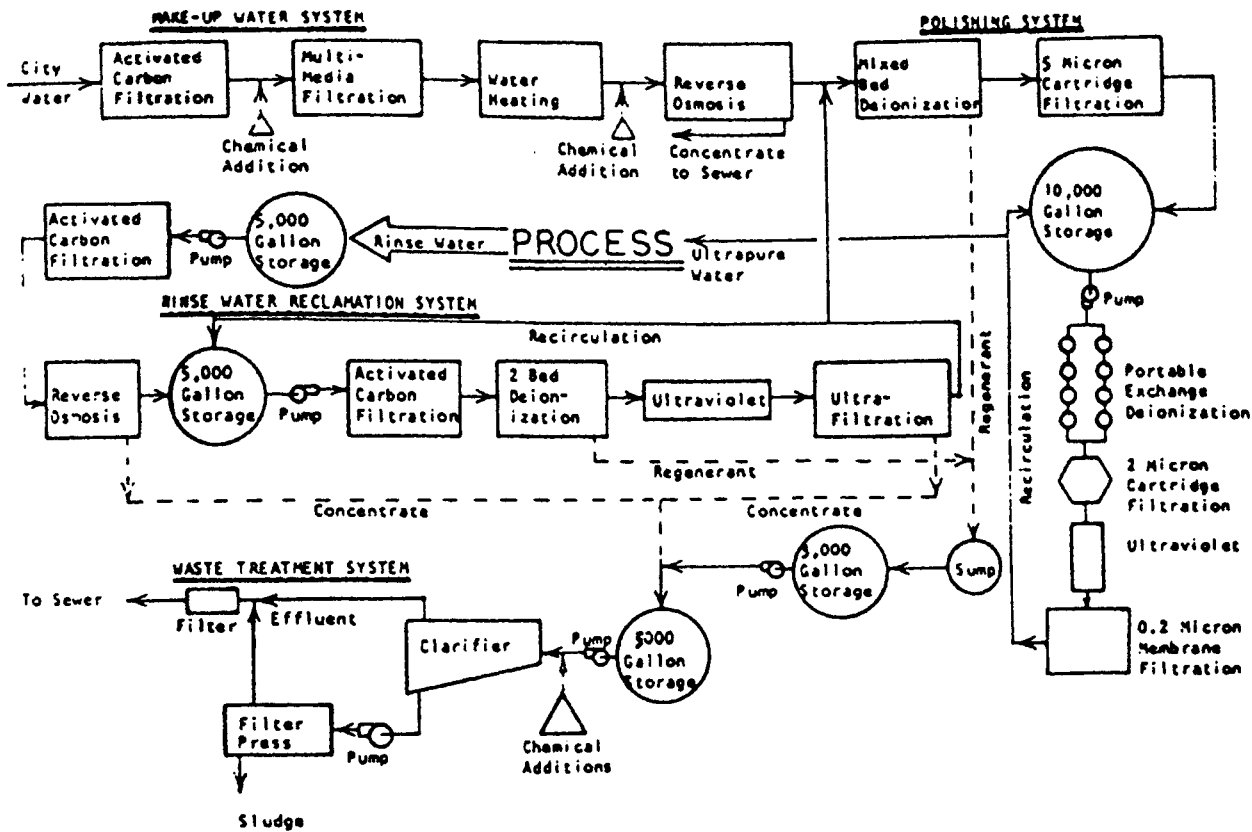 MAKE-UP WATER SYSTEM
POLISHING SYSTEM
City
Water
Activated
Carbon
Filtration
Multi-
Media
Filtration
Water
Heating
Reverse
Osmosis
Mixed
Bed
Deionization
5 Micron
Cartridge
Filtration
Chemical
Addition
Chemical
Addition
Concentrate
to Sewer
10,000
Gallon
Storage
Activated
Carbon
Filtration
Pump
5,000
Gallon
Storage
Rinse Water
PROCESS
Ultrapure
Water
Pump
RINSE WATER RECLAMATION SYSTEM
Recirculation
Reverse
Osmosis
5,000
Gallon
Storage
Pump
Activated
Carbon
Filtration
2 Bed
Deion-
ization
Ultraviolet
Ultra-
Filtration
Regenerant
Recirculation
Portable
Exchange
Deionization
Regenerant
2 Micron
Cartridge
Filtration
Concentrate
Concentrate
Ultraviolet
WASTE TREATMENT SYSTEM
To Sewer
Filter
Effluent
Clarifier
Pump
5000
Gallon
Storage
Pump
5,000
Gallon
Storage
Sump
0.2 Micron
Membrane
Filtration
Filter
Press
Pump
Chemical
Additions
Sludge